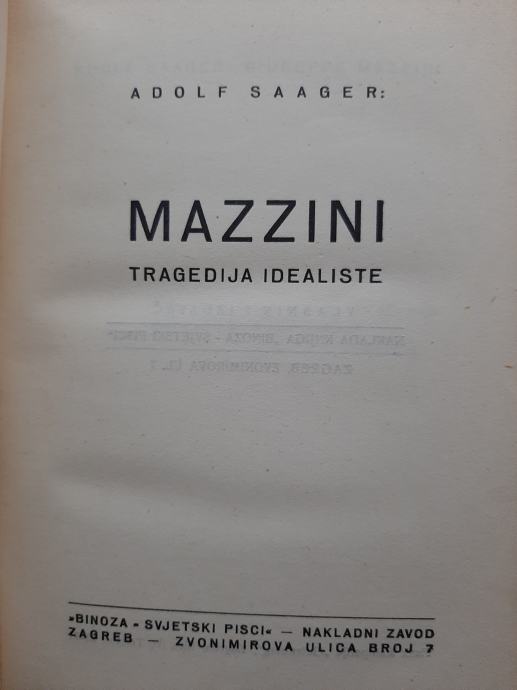 ADOLF SAAGER:
MAZZINI
TRAGEDIJA IDEALISTE
»BINOZA - SVJETSKI PISCI« — NAKLADNI ZAVOD
ZAGREB — ZVONIMIROVA ULICA BROJ 7